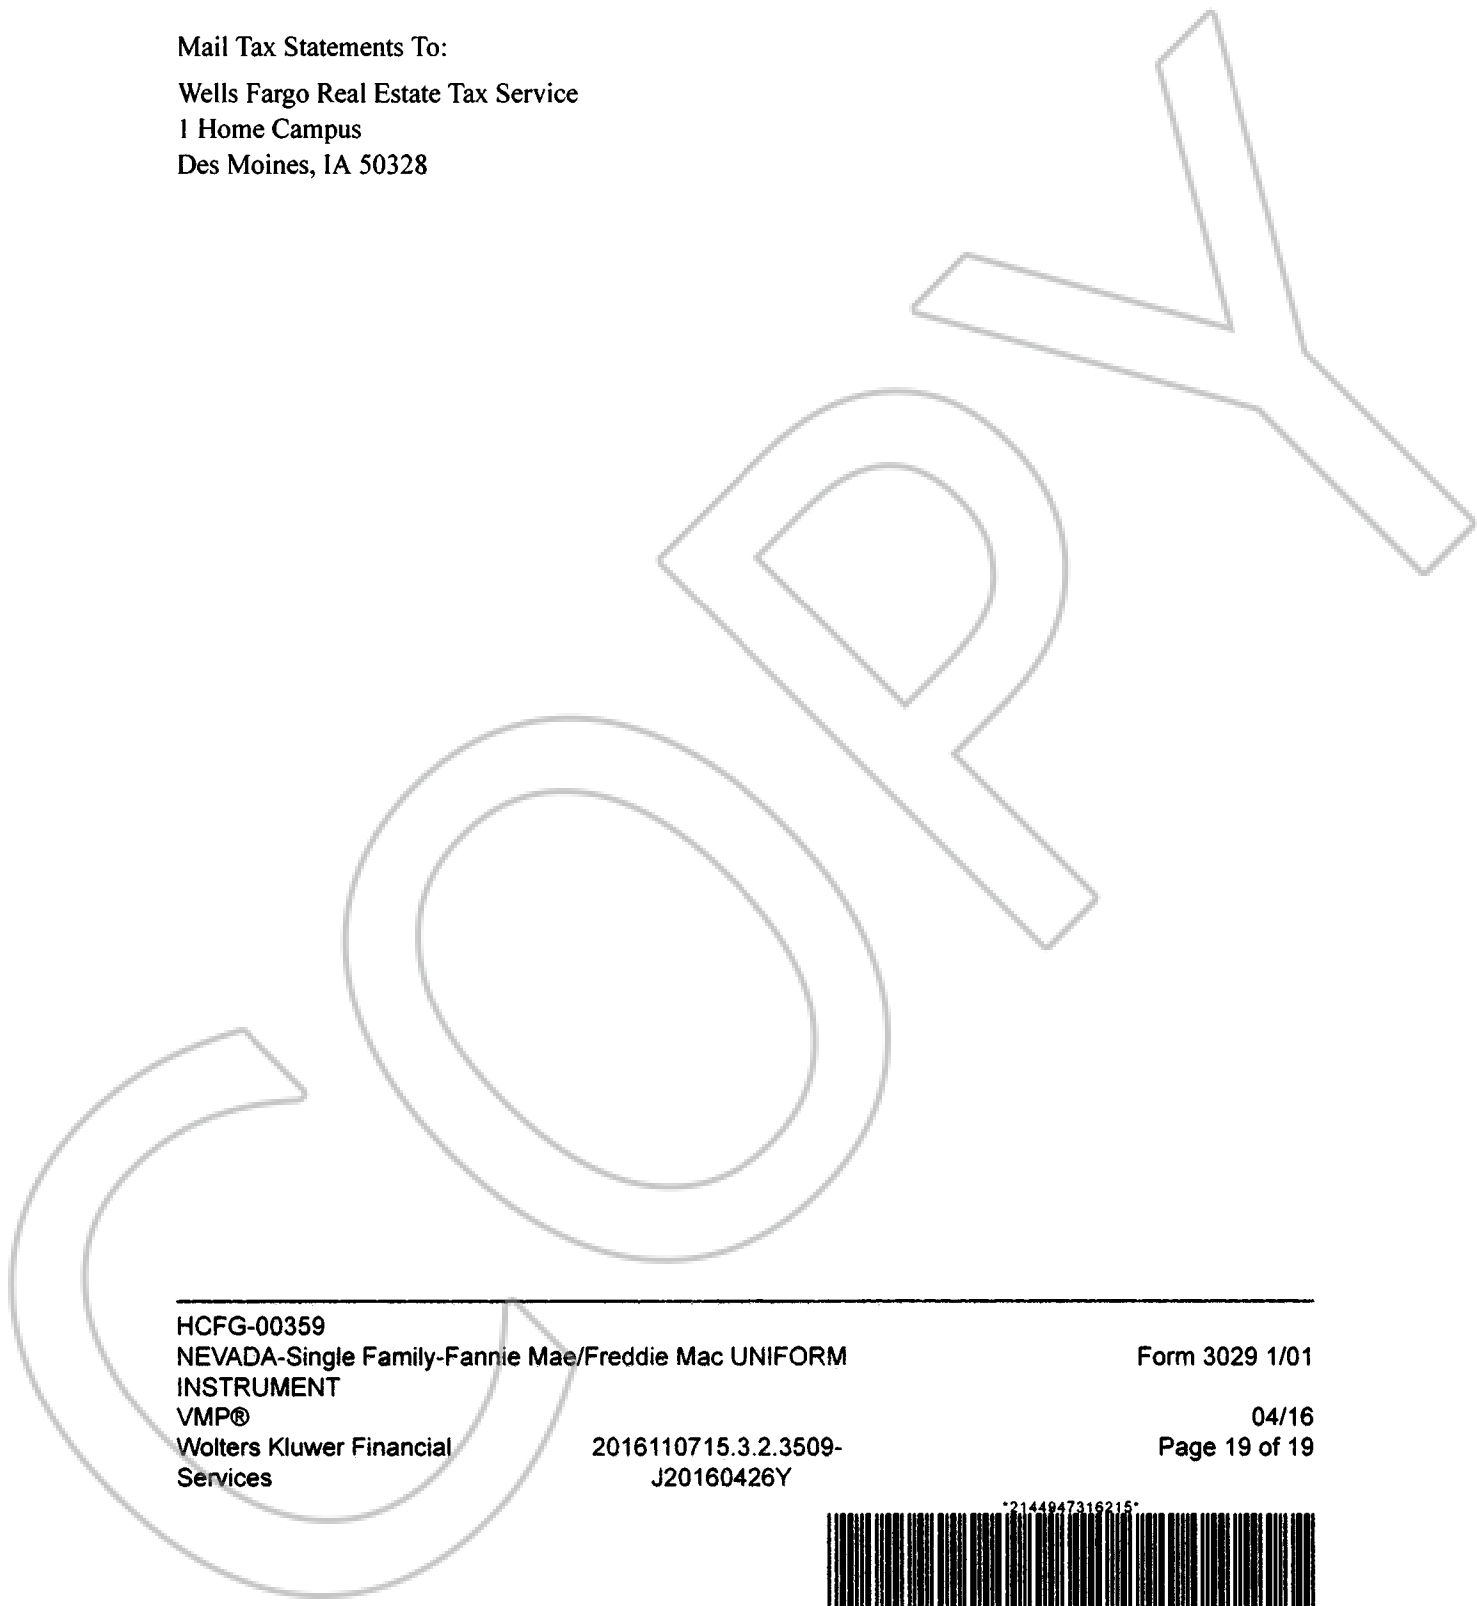 Mail Tax Statements To:
Wells Fargo Real Estate Tax Service
1 Home Campus
Des Moines, IA 50328
COPY
HCFG-00359
NEVADA-Single Family-Fannie Mae/Freddie Mac UNIFORM Form 3029 1/01
INSTRUMENT
VMP® 04/16
Wolters Kluwer Financial 2016110715.3.2.3509- Page 19 of 19
Services J20160426Y
*2144947316215*